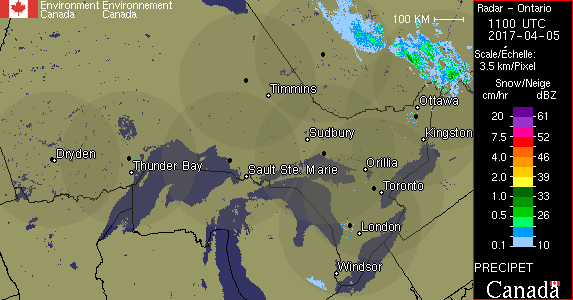 Environment Environnement
Canada Canada
100 KM
Timmins
Ottawa
Sudbury
Kingston
Dryden
Thunder Bay
Sault Ste. Marie
Orillia
Toronto
London
Windsor
Radar - Ontario
1100 UTC
2017-04-05
Scale/Échelle:
3.5 km/Pixel
Snow/Neige
cm/hr dBZ
20 61
7.5 52
4.0 46
2.0 39
1.0 33
0.5 26
0.1 10
PRECIPET
Canada